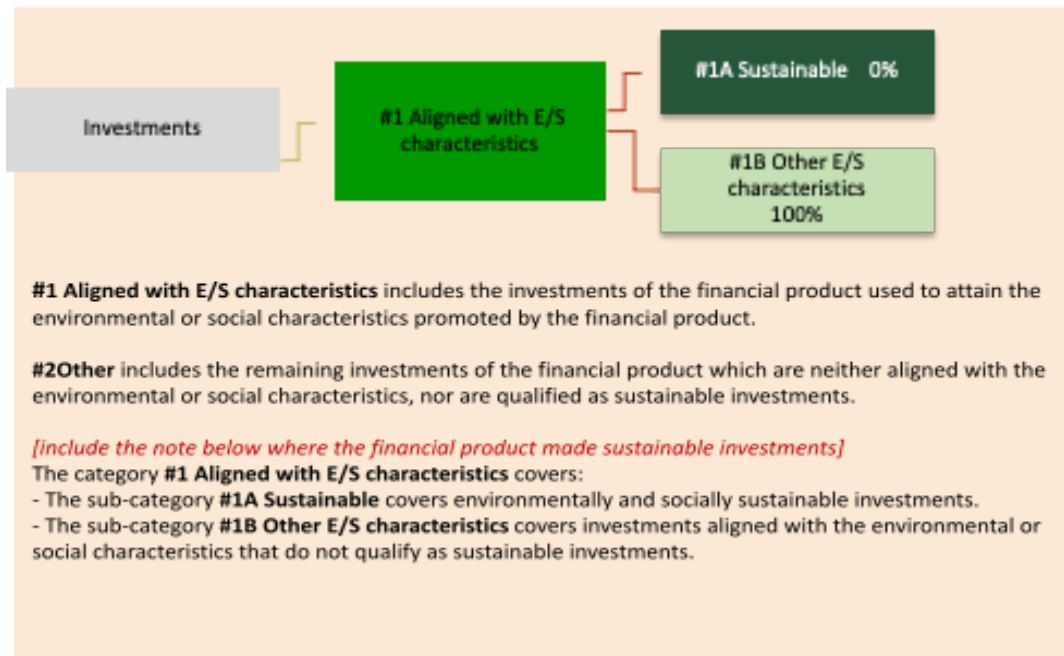 Investments
#1 Aligned with E/S
characteristics
#1A Sustainable 0%
#1B Other E/S
characteristics
100%
#1 Aligned with E/S characteristics includes the investments of the financial product used to attain the
environmental or social characteristics promoted by the financial product.
#2Other includes the remaining investments of the financial product which are neither aligned with the
environmental or social characteristics, nor are qualified as sustainable investments.
[include the note below where the financial product made sustainable investments]
The category #1 Aligned with E/S characteristics covers:
- The sub-category #1A Sustainable covers environmentally and socially sustainable investments.
- The sub-category #1B Other E/S characteristics covers investments aligned with the environmental or
social characteristics that do not qualify as sustainable investments.